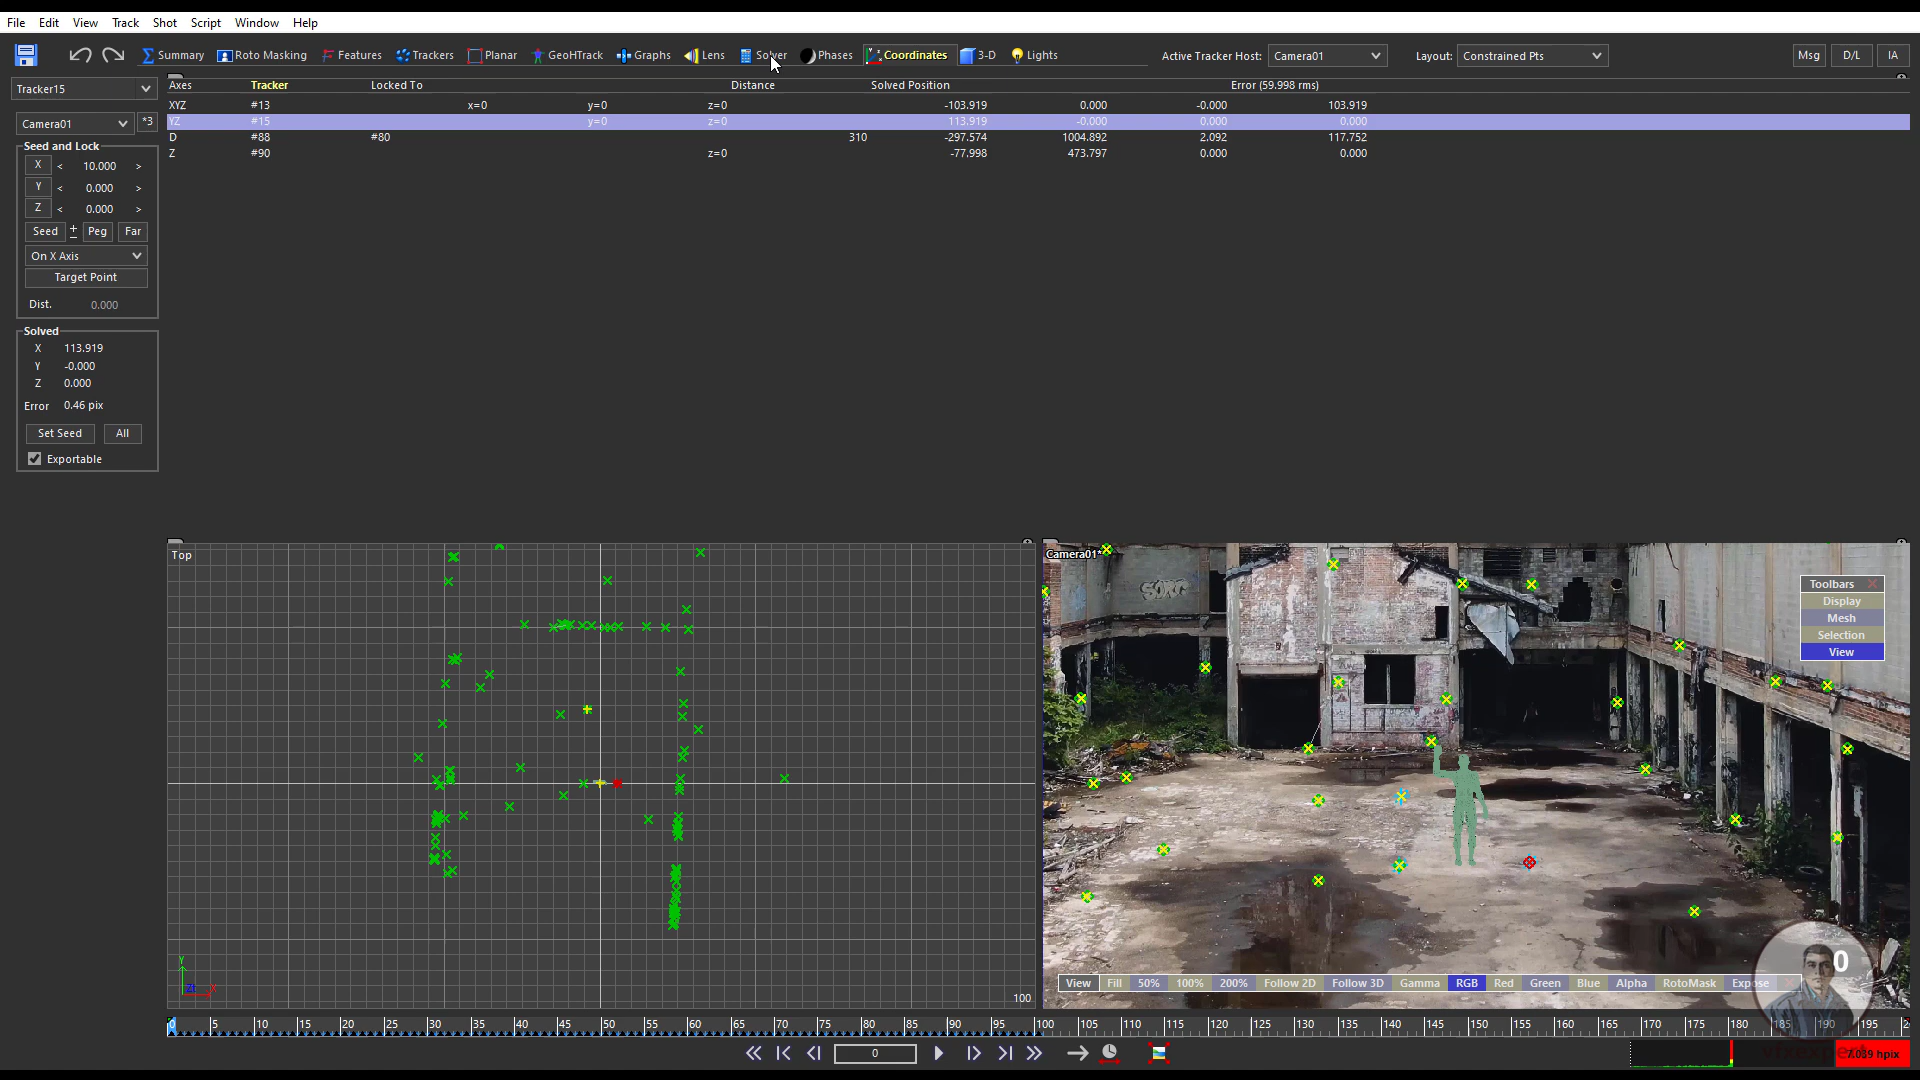 File Edit View Track Shot Script Window Help
Summary Roto Masking Features Trackers Planar GeoHTrack Graphs Lens Solver Phases Coordinates 3-D Lights Active Tracker Host: Camera01 Layout: Constrained Pts Msg D/L IA
Tracker15
Axes Tracker Locked To Distance Solved Position Error (59.998 rms)
XYZ #13 x=0 y=0 z=0 -103.919 0.000 -0.000 103.919
YZ #15 y=0 z=0 113.919 -0.000 0.000 0.000
D #88 #80 310 -297.574 1004.892 2.092 117.752
Z #90 z=0 -77.998 473.797 0.000 0.000
Camera01 *3
Seed and Lock
X < 10.000 >
Y < 0.000 >
Z < 0.000 >
Seed + - Peg Far
On X Axis
Target Point
Dist. 0.000
Solved
X 113.919
Y -0.000
Z 0.000
Error 0.46 pix
Set Seed All
Exportable
Top
Y
Zt X
100
Camera01*
SONG
Toolbars
Display
Mesh
Selection
View
0
View Fill 50% 100% 200% Follow 2D Follow 3D Gamma RGB Red Green Blue Alpha RotoMask Expose
0 5 10 15 20 25 30 35 40 45 50 55 60 65 70 75 80 85 90 95 100 105 110 115 120 125 130 135 140 145 150 155 160 165 170 175 180 185 190 195
0
7.039 hpix